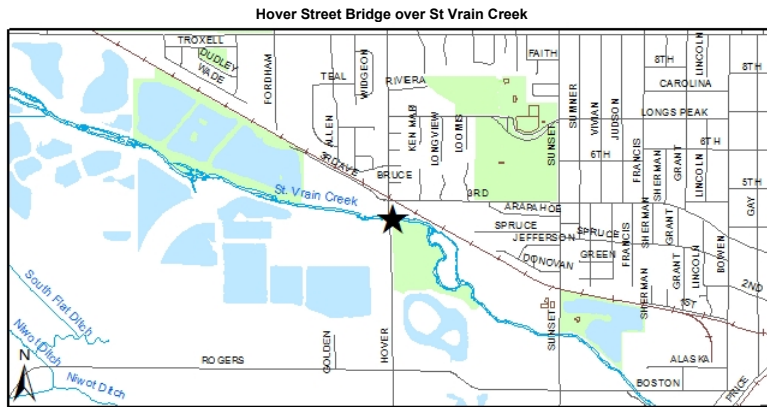 Hover Street Bridge over St Vrain Creek
TROXELL
DUDLEY
WADE
FORDHAM
TEAL
WIDGEON
ALLEN
RIVIERA
KEN MAR
LONGVIEW
LOOMIS
FAITH
SUNSET
SUMNER
VIVIAN
JUDSON
8TH
LINCOLN
8TH
CAROLINA
LONGS PEAK
6TH
6TH
FRANCIS
SHERMAN
GRANT
LINCOLN
5TH
GAY
3RD AVE
BRUCE
3RD
St. Vrain Creek
ARAPAHOE
SPRUCE
JEFFERSON
SPRUCE
DONOVAN
GREEN
FRANCIS
SHERMAN
GRANT
LINCOLN
BOWEN
2ND
SHERMAN
1ST
South Flat Ditch
Niwot Ditch
Niwot Ditch
N
ROGERS
GOLDEN
HOVER
SUNSET
ALASKA
BOSTON
PRICE